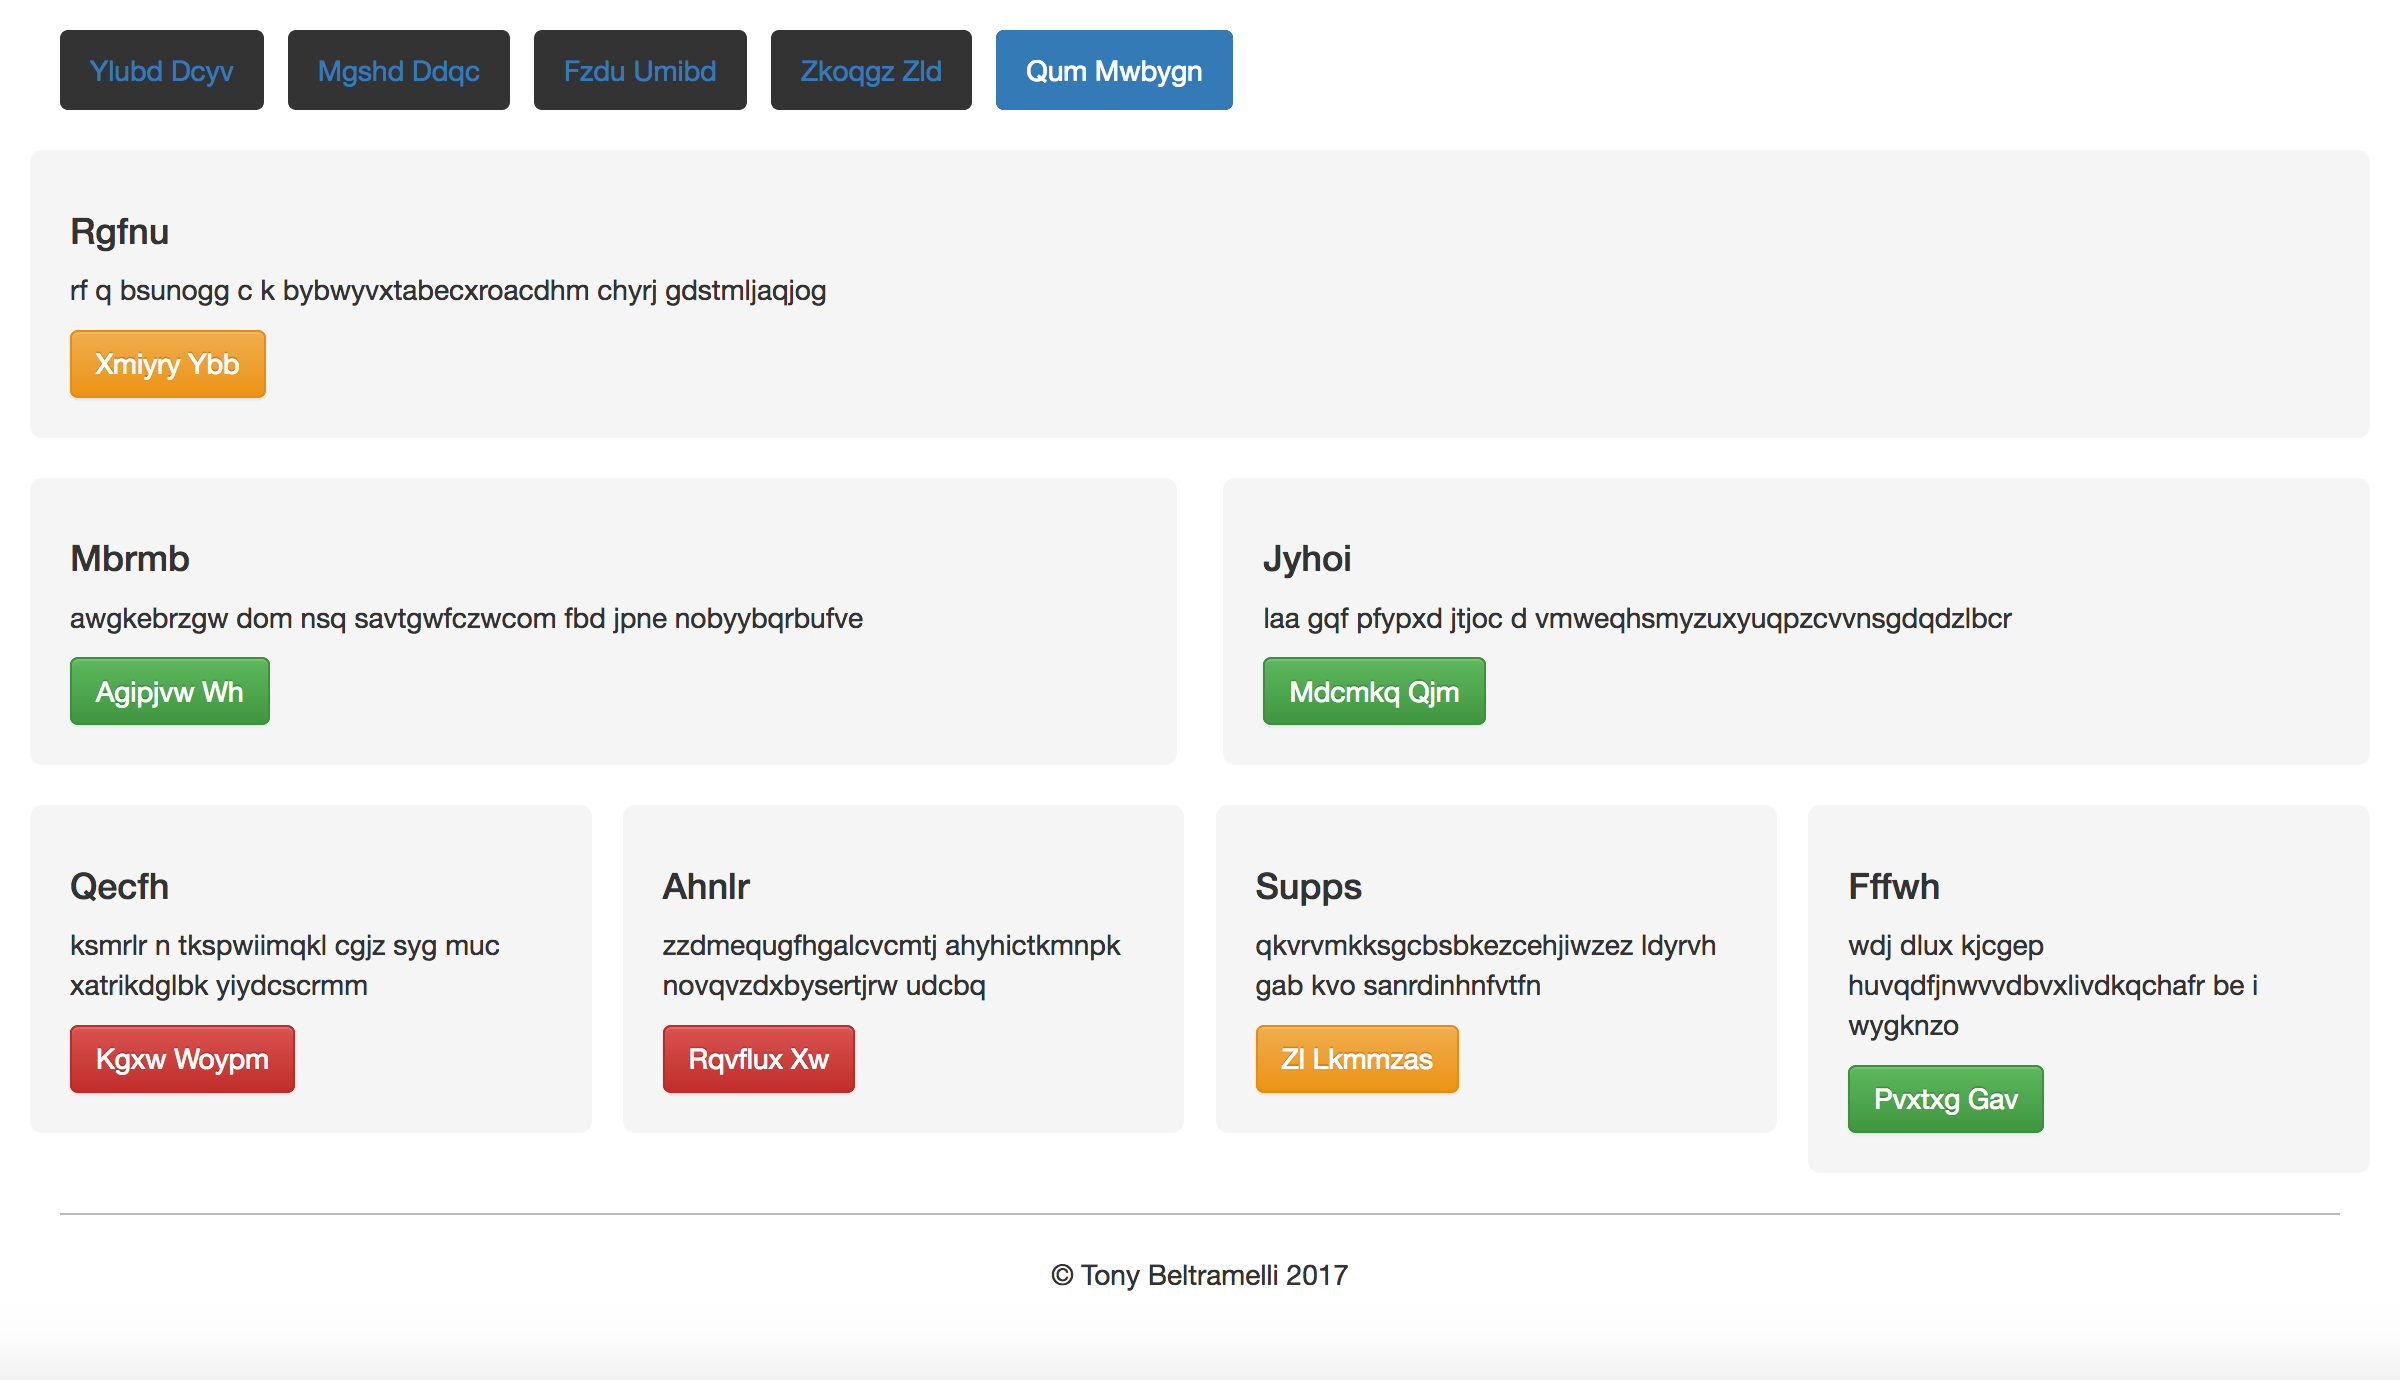 Ylubd Dcyv
Mgshd Ddqc
Fzdu Umibd
Zkoqgz Zld
Qum Mwbygn
Rgfnu
rf q bsunogg c k bybwyvxtabecxroacdhm chyrj gdstmljaqjog
Xmiyry Ybb
Mbrmb
awgkebrzgw dom nsq savtgwfczwcom fbd jpne nobyybqrbufve
Agipjvw Wh
Jyhoi
laa gqf pfypxd jtjoc d vmweqhsmyzuxyuqpzcvvnsgdqdzlbcr
Mdcmkq Qjm
Qecfh
ksmrlr n tkspwiimqkl cgjz syg muc
xatrikdglbk yiydcscrmm
Kgxw Woypm
Ahnlr
zzdmequgfhgalcvcmtj ahyhictkmnpk
novqvzdxbysertjrw udcbq
Rqvflux Xw
Supps
qkvrvmkksgcbsbkezcehjiwzez ldyrvh
gab kvo sanrdinhnfvtfn
Zl Lkmmzas
Fffwh
wdj dlux kjcgep
huvqdfjnwvvdbvxlivdkqchafr be i
wygknzo
Pvxtxg Gav
© Tony Beltramelli 2017